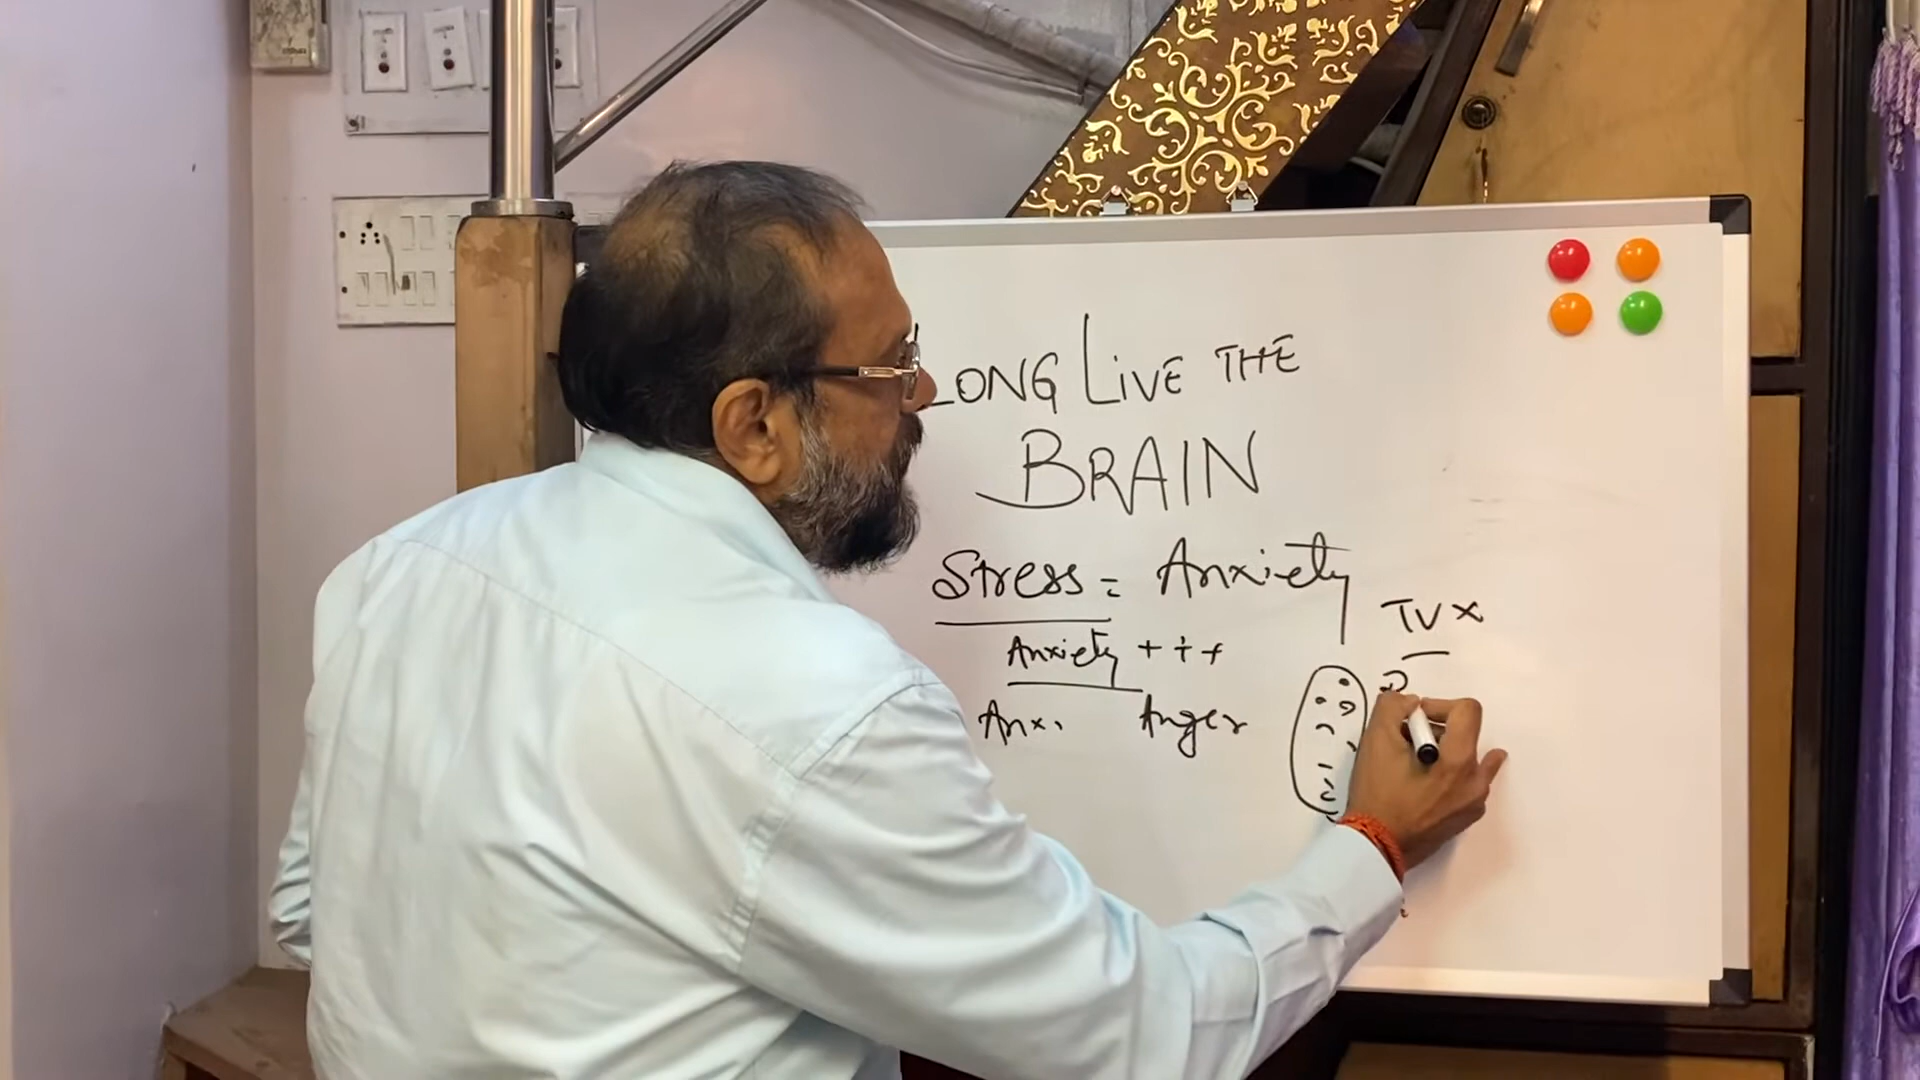 LONG LIVE THE
BRAIN
Stress = Anxiety
TV x
Anxiety + + +
Anx. Anger